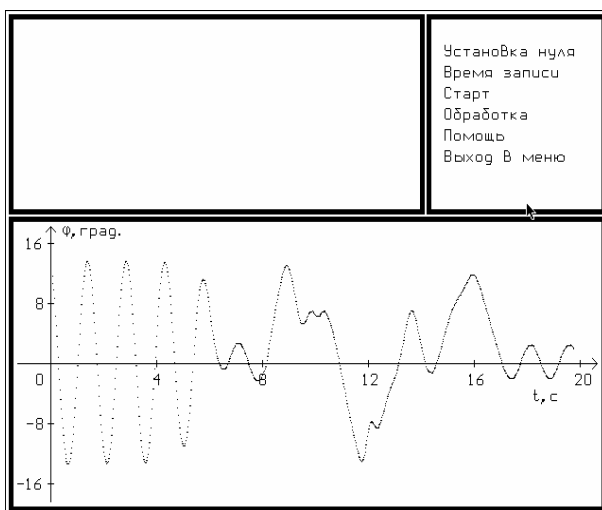 Установка нуля
Время записи
Старт
Обработка
Помощь
Выход в меню
φ,град.
16
8
0
4
8
12
16
20
t,с
-8
-16